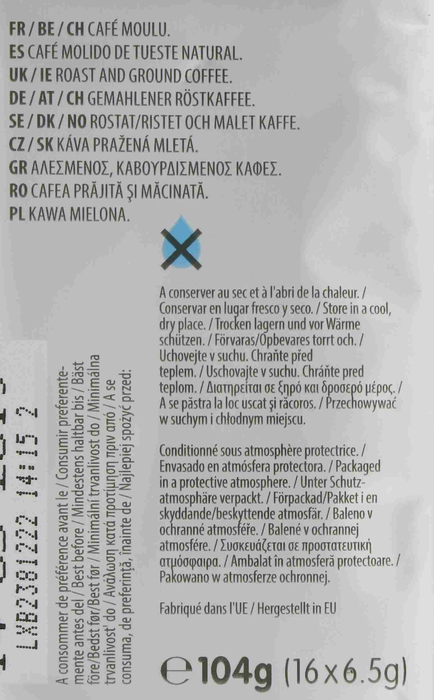 FR / BE / CH CAFÉ MOULU.
ES CAFÉ MOLIDO DE TUESTE NATURAL.
UK / IE ROAST AND GROUND COFFEE.
DE / AT / CH GEMAHLENER RÖSTKAFFEE.
SE / DK / NO ROSTAT/RISTET OCH MALET KAFFE.
CZ / SK KÁVA PRAŽENÁ MLETÁ.
GR ΑΛΕΣΜΕΝΟΣ, ΚΑΒΟΥΡΔΙΣΜΕΝΟΣ ΚΑΦΕΣ.
RO CAFEA PRĂJITĂ ŞI MĂCINATĂ.
PL KAWA MIELONA.
A conserver au sec et à l'abri de la chaleur. /
Conservar en lugar fresco y seco. / Store in a cool,
dry place. / Trocken lagern und vor Wärme
schützen. / Förvaras/Opbevares torrt och. /
Uchovejte v suchu. Chraňte před
teplem. / Uschovajte v suchu. Chráňte pred
teplom. / Διατηρείται σε ξηρό και δροσερό μέρος. /
A se păstra la loc uscat şi răcoros. / Przechowywać
w suchym i chłodnym miejscu.
Conditionné sous atmosphère protectrice. /
Envasado en atmósfera protectora. / Packaged
in a protective atmosphere. / Unter Schutz-
atmosphäre verpackt. / Förpackad/Pakket i en
skyddande/beskyttende atmosfär. / Baleno v
ochranné atmosféře. / Balené v ochrannej
atmosfére. / Συσκευάζεται σε προστατευτική
ατμόσφαιρα. / Ambalat în atmosferă protectoare. /
Pakowano w atmosferze ochronnej.
Fabriqué dans l'UE / Hergestellt in EU
℮ 104g (16 x 6.5g)
LXB2381222 14:15 2
A consommer de préférence avant le / Consumir preferente-
mente antes del / Best before / Mindestens haltbar bis / Bäst
före/Bedst før/Best før / Minimální trvanlivost do / Minimálna
trvanlivosť do / Ανάλωση κατά προτίμηση πριν από / A se
consuma, de preferinţă, înainte de / Najlepiej spożyć przed: